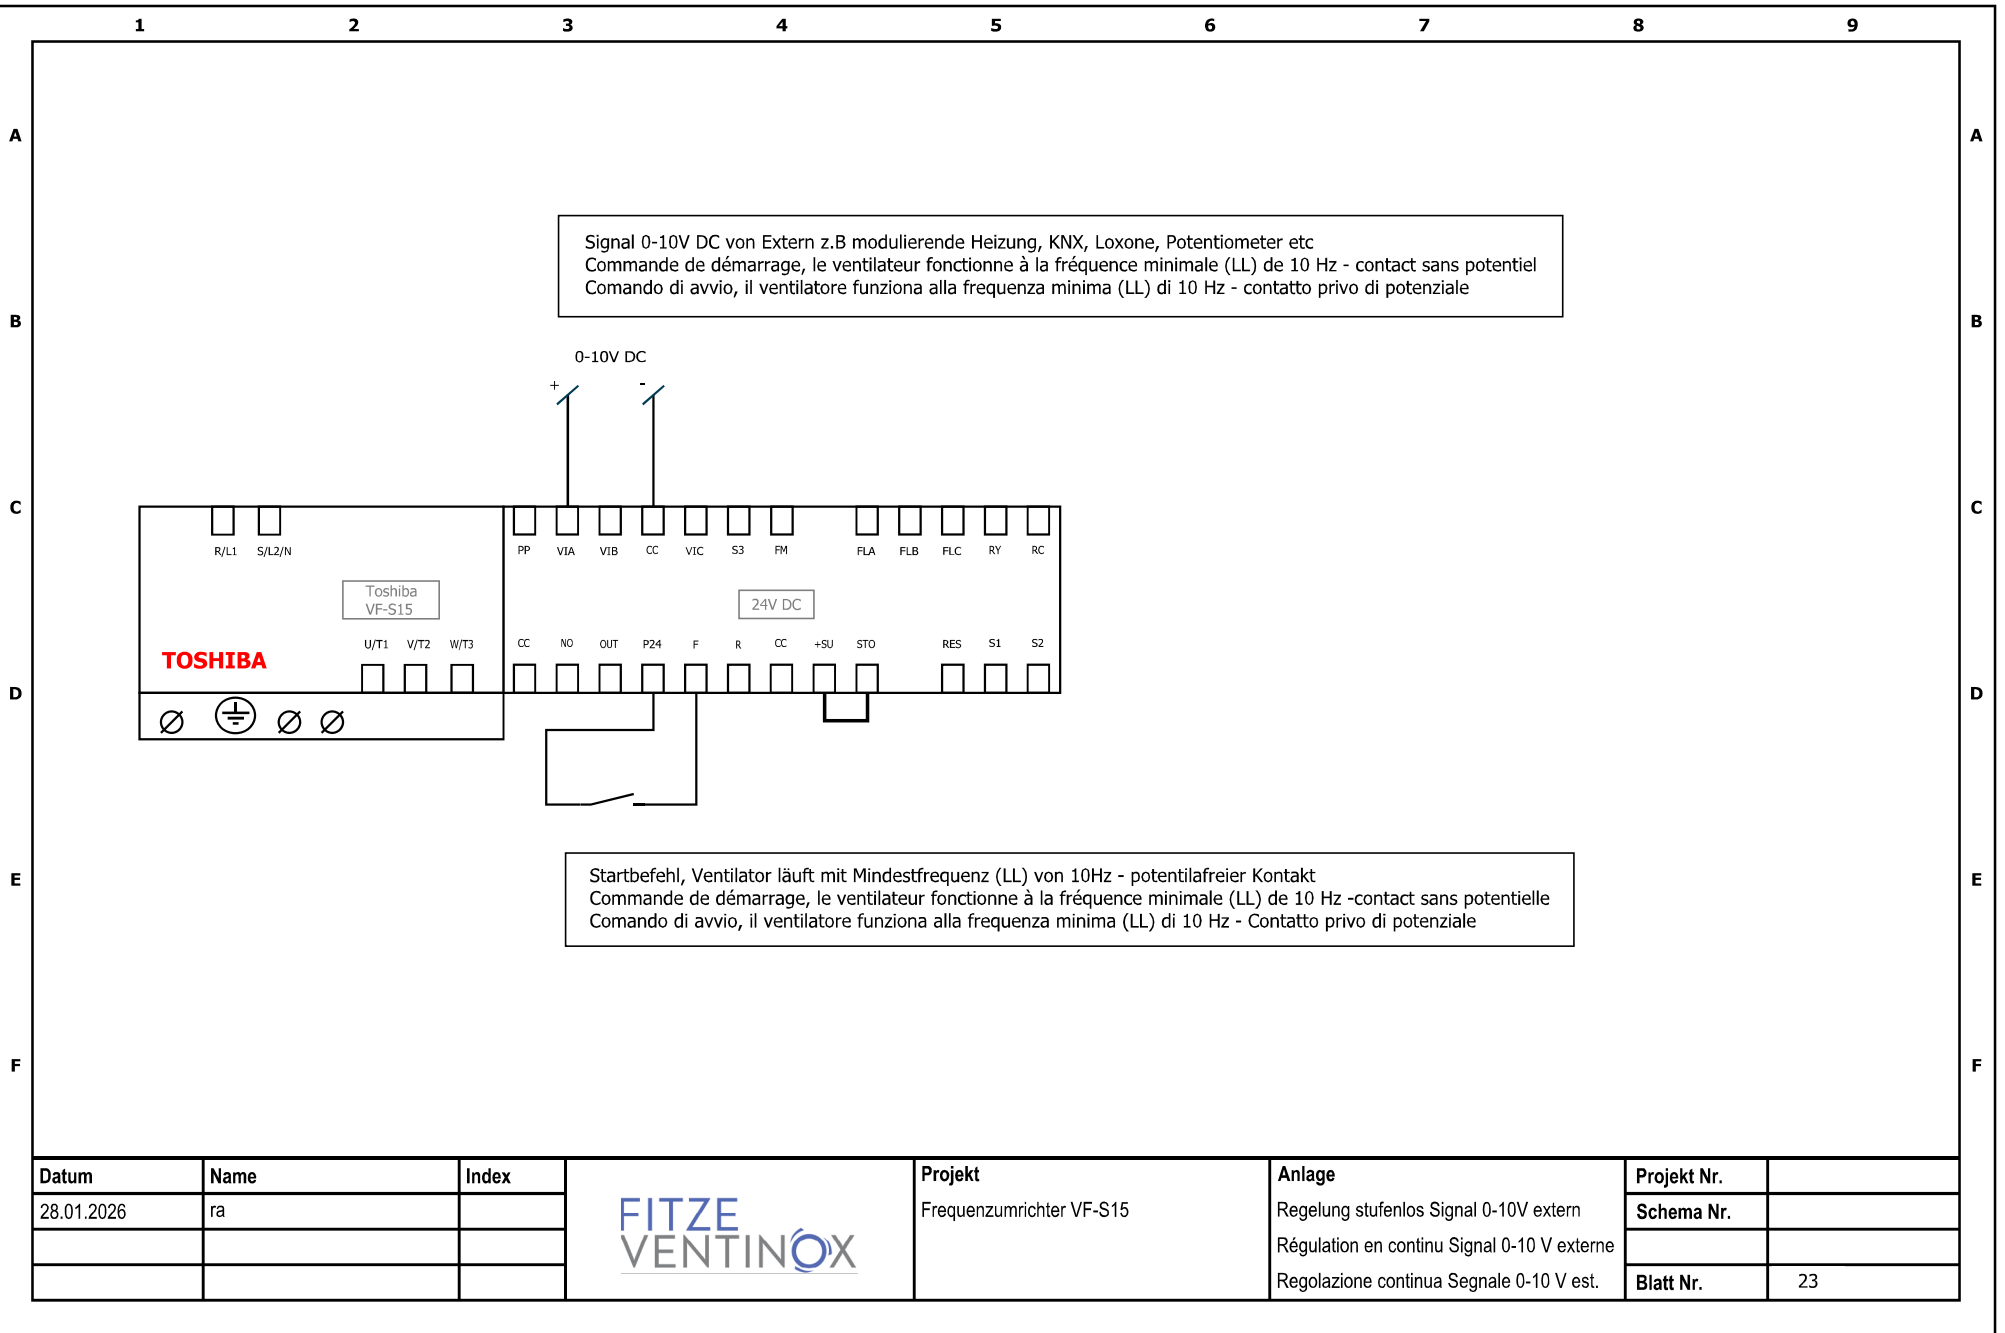 1 2 3 4 5 6 7 8 9
A A
Signal 0-10V DC von Extern z.B modulierende Heizung, KNX, Loxone, Potentiometer etc
Commande de démarrage, le ventilateur fonctionne à la fréquence minimale (LL) de 10 Hz - contact sans potentiel
Comando di avvio, il ventilatore funziona alla frequenza minima (LL) di 10 Hz - contatto privo di potenziale
B B
0-10V DC
+ -
C C
R/L1 S/L2/N PP VIA VIB CC VIC S3 FM FLA FLB FLC RY RC
Toshiba
VF-S15
24V DC
U/T1 V/T2 W/T3 CC NO OUT P24 F R CC +SU STO RES S1 S2
TOSHIBA
D D
Startbefehl, Ventilator läuft mit Mindestfrequenz (LL) von 10Hz - potentilafreier Kontakt
Commande de démarrage, le ventilateur fonctionne à la fréquence minimale (LL) de 10 Hz -contact sans potentielle
Comando di avvio, il ventilatore funziona alla frequenza minima (LL) di 10 Hz - Contatto privo di potenziale
E E
F F
Datum Name Index
28.01.2026 ra
FITZE
VENTINOX
Projekt
Frequenzumrichter VF-S15
Anlage
Regelung stufenlos Signal 0-10V extern
Régulation en continu Signal 0-10 V externe
Regolazione continua Segnale 0-10 V est.
Projekt Nr.
Schema Nr.
Blatt Nr. 23